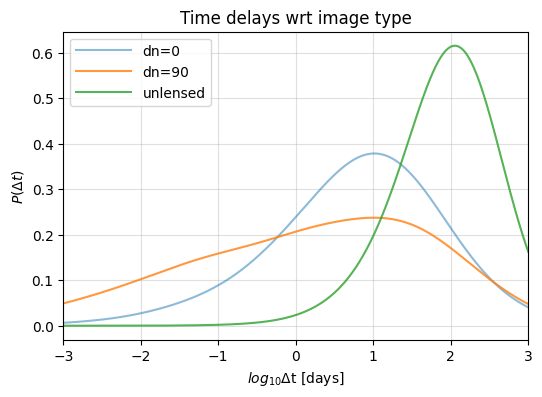 Time delays wrt image type
dn=0
dn=90
unlensed
P(Δt)
0.6
0.5
0.4
0.3
0.2
0.1
0.0
−3 −2 −1 0 1 2 3
log₁₀Δt [days]